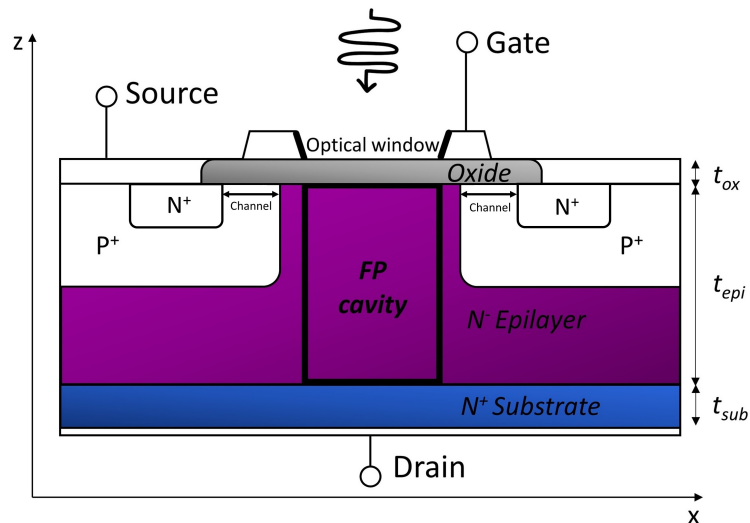 z
Gate
Source
Optical window
Oxide
t_ox
N⁺
Channel
Channel
N⁺
P⁺
P⁺
FP
cavity
t_epi
N⁻ Epilayer
N⁺ Substrate
t_sub
Drain
x